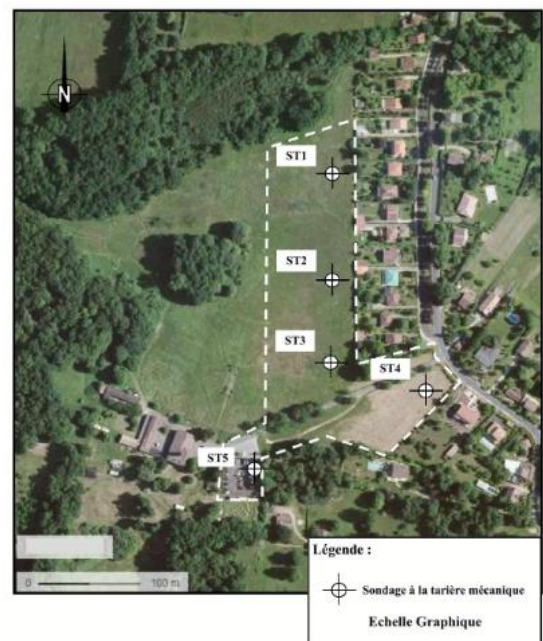 N
ST1
ST2
ST3
ST4
ST5
0 100 m
Légende :
Sondage à la tarière mécanique
Echelle Graphique